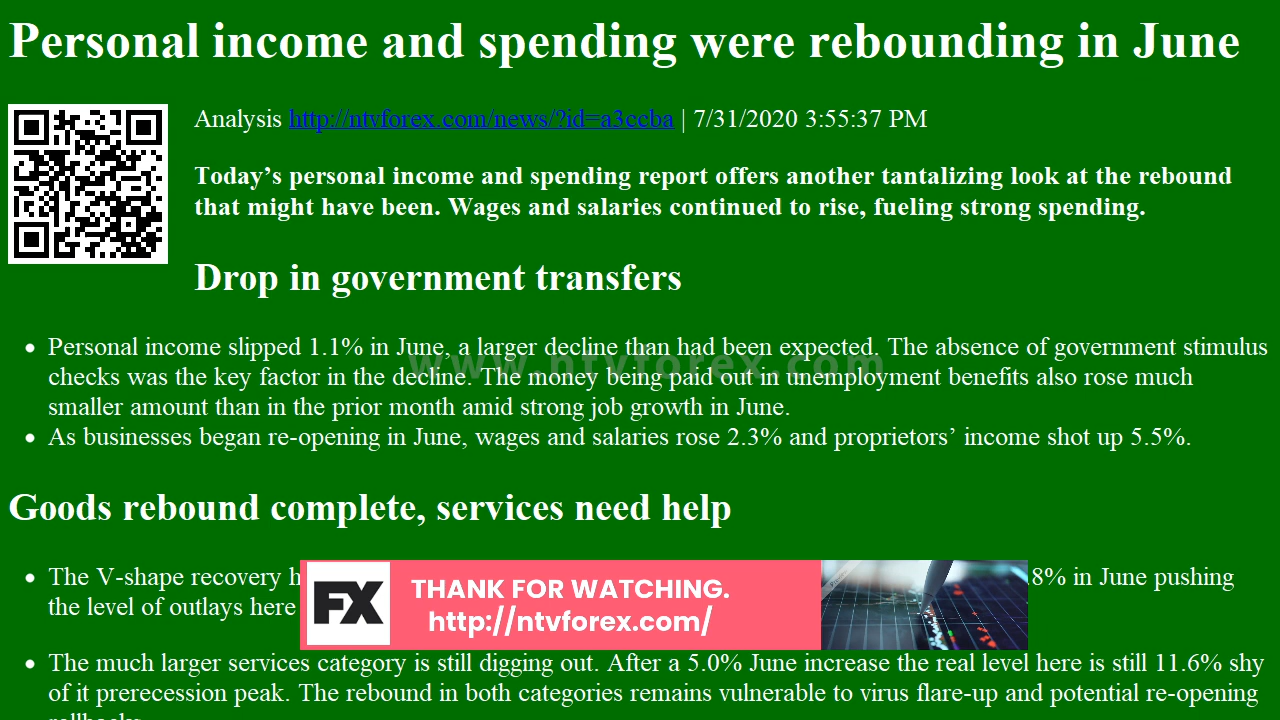 Personal income and spending were rebounding in June
Analysis http://ntvforex.com/news/?id=a3ccba | 7/31/2020 3:55:37 PM
Today’s personal income and spending report offers another tantalizing look at the rebound
that might have been. Wages and salaries continued to rise, fueling strong spending.
Drop in government transfers
Personal income slipped 1.1% in June, a larger decline than had been expected. The absence of government stimulus
www.ntvforex.com
checks was the key factor in the decline. The money being paid out in unemployment benefits also rose much
smaller amount than in the prior month amid strong job growth in June.
As businesses began re-opening in June, wages and salaries rose 2.3% and proprietors’ income shot up 5.5%.
Goods rebound complete, services need help
The V-shape recovery 8% in June pushing
the level of outlays here
FX
THANK FOR WATCHING.
http://ntvforex.com/
The much larger services category is still digging out. After a 5.0% June increase the real level here is still 11.6% shy
of it prerecession peak. The rebound in both categories remains vulnerable to virus flare-up and potential re-opening